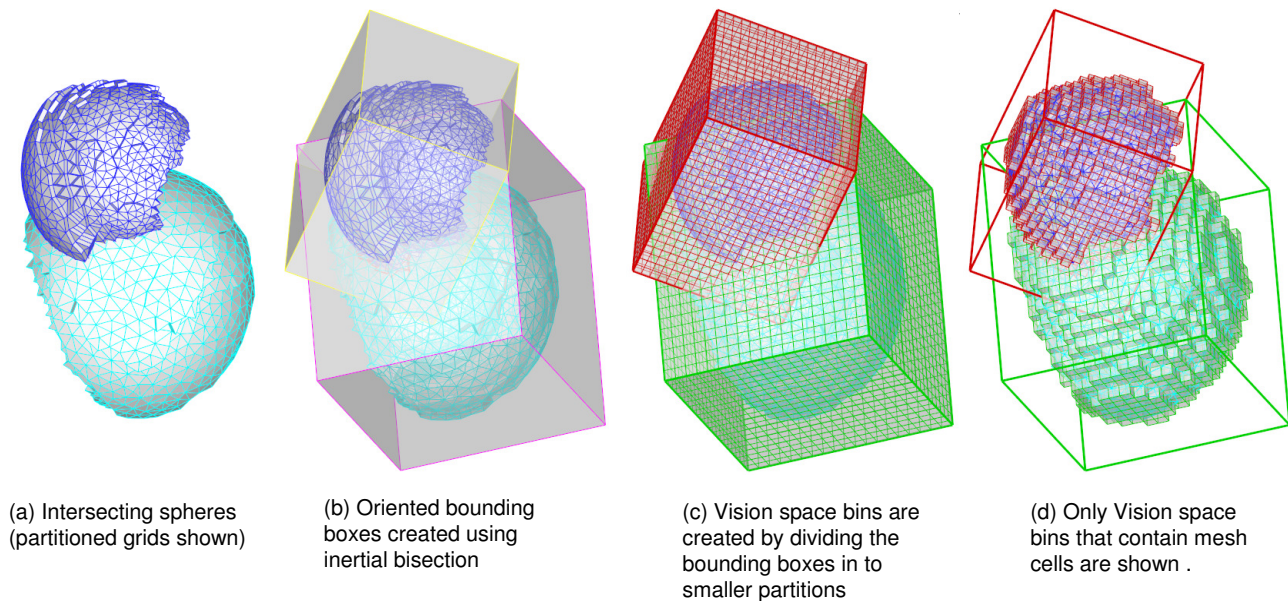 (a) Intersecting spheres
(partitioned grids shown)
(b) Oriented bounding
boxes created using
inertial bisection
(c) Vision space bins are
created by dividing the
bounding boxes in to
smaller partitions
(d) Only Vision space
bins that contain mesh
cells are shown .